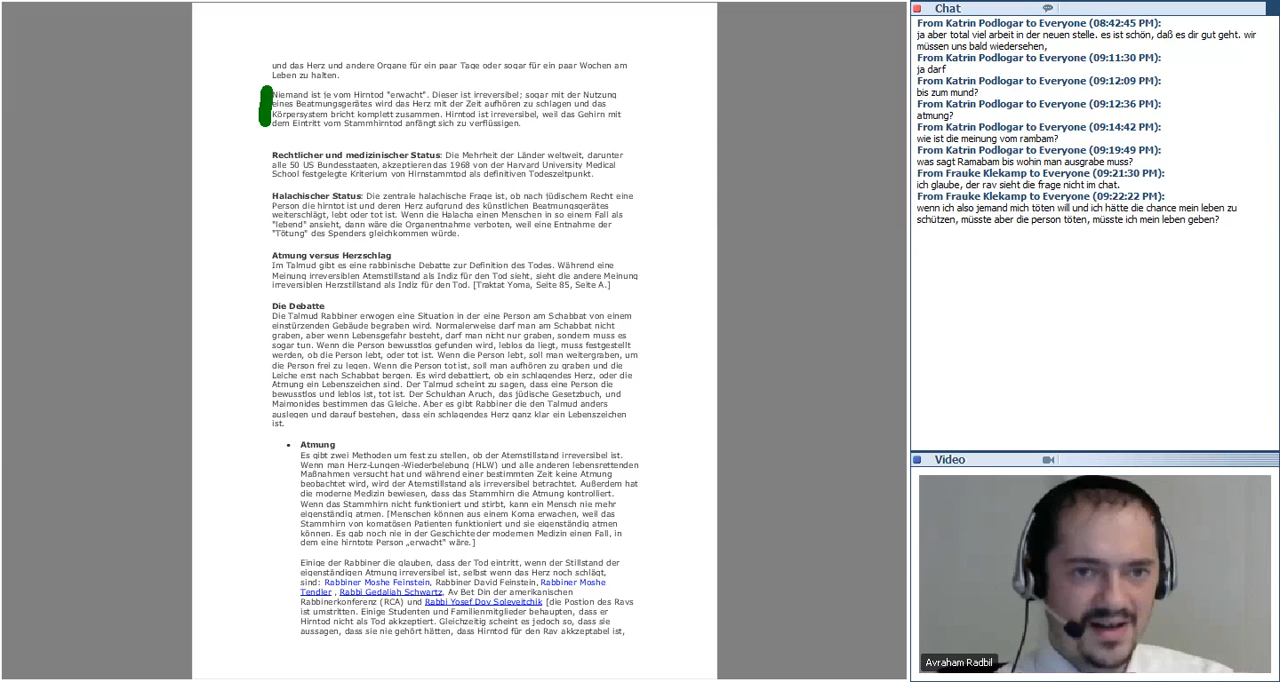 und das Herz und andere Organe für ein paar Tage oder sogar für ein paar Wochen am
Leben zu halten.
Niemand ist je vom Hirntod "erwacht". Dieser ist irreversibel; sogar mit der Nutzung
eines Beatmungsgerätes wird das Herz mit der Zeit aufhören zu schlagen und das
Körpersystem bricht komplett zusammen. Hirntod ist irreversibel, weil das Gehirn mit
dem Eintritt vom Stammhirntod anfängt sich zu verflüssigen.
Rechtlicher und medizinischer Status: Die Mehrheit der Länder weltweit, darunter
alle 50 US Bundesstaaten, akzeptieren das 1968 von der Harvard University Medical
School festgelegte Kriterium von Hirnstammtod als definitiven Todeszeitpunkt.
Halachischer Status: Die zentrale halachische Frage ist, ob nach jüdischem Recht eine
Person die hirntot ist und deren Herz aufgrund des künstlichen Beatmungsgerätes
weiterschlägt, lebt oder tot ist. Wenn die Halacha einen Menschen in so einem Fall als
"lebend" ansieht, dann wäre die Organentnahme verboten, weil eine Entnahme der
"Tötung" des Spenders gleichkommen würde.
Atmung versus Herzschlag
Im Talmud gibt es eine rabbinische Debatte zur Definition des Todes. Während eine
Meinung irreversiblen Atemstillstand als Indiz für den Tod sieht, sieht die andere Meinung
irreversiblen Herzstillstand als Indiz für den Tod. [Traktat Yoma, Seite 85, Seite A.]
Die Debatte
Die Talmud Rabbiner erwogen eine Situation in der eine Person am Schabbat von einem
einstürzenden Gebäude begraben wird. Normalerweise darf man am Schabbat nicht
graben, aber wenn Lebensgefahr besteht, darf man nicht nur graben, sondern muss es
sogar tun. Wenn die Person bewusstlos gefunden wird, leblos da liegt, muss festgestellt
werden, ob die Person lebt, oder tot ist. Wenn die Person lebt, soll man weitergraben, um
die Person frei zu legen. Wenn die Person tot ist, soll man aufhören zu graben und die
Leiche erst nach Schabbat bergen. Es wird debattiert, ob ein schlagendes Herz, oder die
Atmung ein Lebenszeichen sind. Der Talmud scheint zu sagen, dass eine Person die
bewusstlos und leblos ist, tot ist. Der Schulkhan Aruch, das jüdische Gesetzbuch, und
Maimonides bestimmen das Gleiche. Aber es gibt Rabbiner die den Talmud anders
auslegen und darauf bestehen, dass ein schlagendes Herz ganz klar ein Lebenszeichen
ist.
• Atmung
Es gibt zwei Methoden um fest zu stellen, ob der Atemstillstand irreversibel ist.
Wenn man Herz-Lungen-Wiederbelebung (HLW) und alle anderen lebensrettenden
Maßnahmen versucht hat und während einer bestimmten Zeit keine Atmung
beobachtet wird, wird der Atemstillstand als irreversibel betrachtet. Außerdem hat
die moderne Medizin bewiesen, dass das Stammhirn die Atmung kontrolliert.
Wenn das Stammhirn nicht funktioniert und stirbt, kann ein Mensch nie mehr
eigenständig atmen. [Menschen können aus einem Koma erwachen, weil das
Stammhirn von komatösen Patienten funktioniert und sie eigenständig atmen
können. Es gab noch nie in der Geschichte der modernen Medizin einen Fall, in
dem eine hirntote Person „erwacht" wäre.]
Einige der Rabbiner die glauben, dass der Tod eintritt, wenn der Stillstand der
eigenständigen Atmung irreversibel ist, selbst wenn das Herz noch schlägt,
sind: Rabbiner Moshe Feinstein, Rabbiner David Feinstein, Rabbiner Moshe
Tendler , Rabbi Gedaliah Schwartz, Av Bet Din der amerikanischen
Rabbinerkonferenz (RCA) und Rabbi Yosef Dov Soleveitchik [die Postion des Ravs
ist umstritten. Einige Studenten und Familienmitglieder behaupten, dass er
Hirntod nicht als Tod akkzeptiert. Gleichzeitig scheint es jedoch so, dass sie
aussagen, dass sie nie gehört hätten, dass Hirntod für den Rav akkzeptabel ist,
Chat
From Katrin Podlogar to Everyone (08:42:45 PM):
ja aber total viel arbeit in der neuen stelle. es ist schön, daß es dir gut geht. wir
müssen uns bald wiedersehen,
From Katrin Podlogar to Everyone (09:11:30 PM):
ja darf
From Katrin Podlogar to Everyone (09:12:09 PM):
bis zum mund?
From Katrin Podlogar to Everyone (09:12:36 PM):
atmung?
From Katrin Podlogar to Everyone (09:14:42 PM):
wie ist die meinung vom rambam?
From Katrin Podlogar to Everyone (09:19:49 PM):
was sagt Ramabam bis wohin man ausgrabe muss?
From Frauke Klekamp to Everyone (09:21:30 PM):
ich glaube, der rav sieht die frage nicht im chat.
From Frauke Klekamp to Everyone (09:22:22 PM):
wenn ich also jemand mich töten will und ich hätte die chance mein leben zu
schützen, müsste aber die person töten, müsste ich mein leben geben?
Video
Avraham Radbil